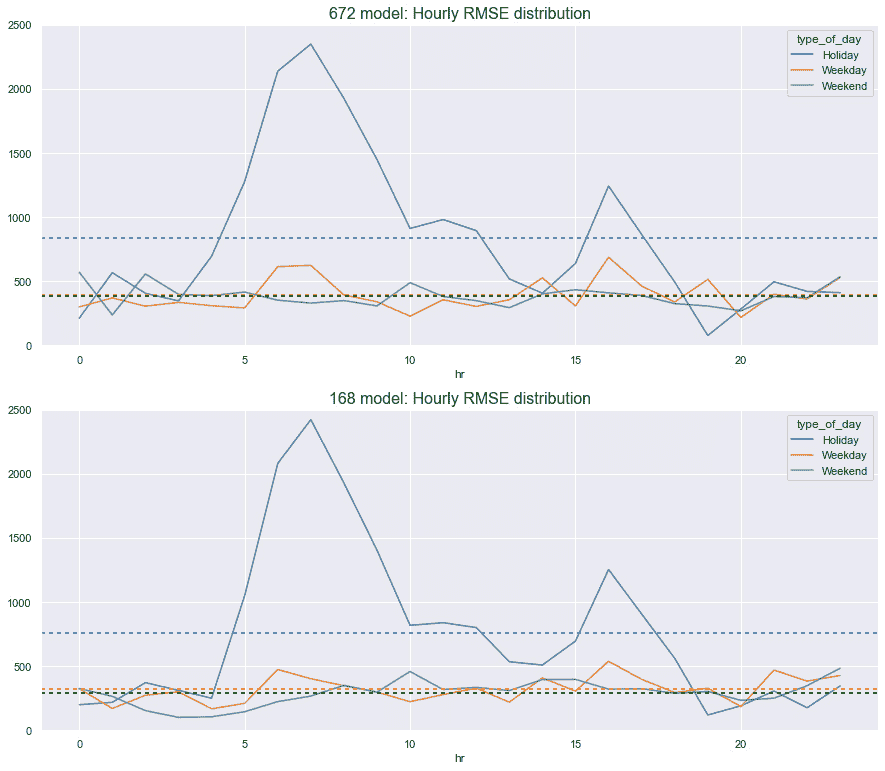 672 model: Hourly RMSE distribution
2500
2000
1500
1000
500
0
type_of_day
Holiday
Weekday
Weekend
0 5 10 15 20
hr
168 model: Hourly RMSE distribution
2500
2000
1500
1000
500
0
type_of_day
Holiday
Weekday
Weekend
0 5 10 15 20
hr